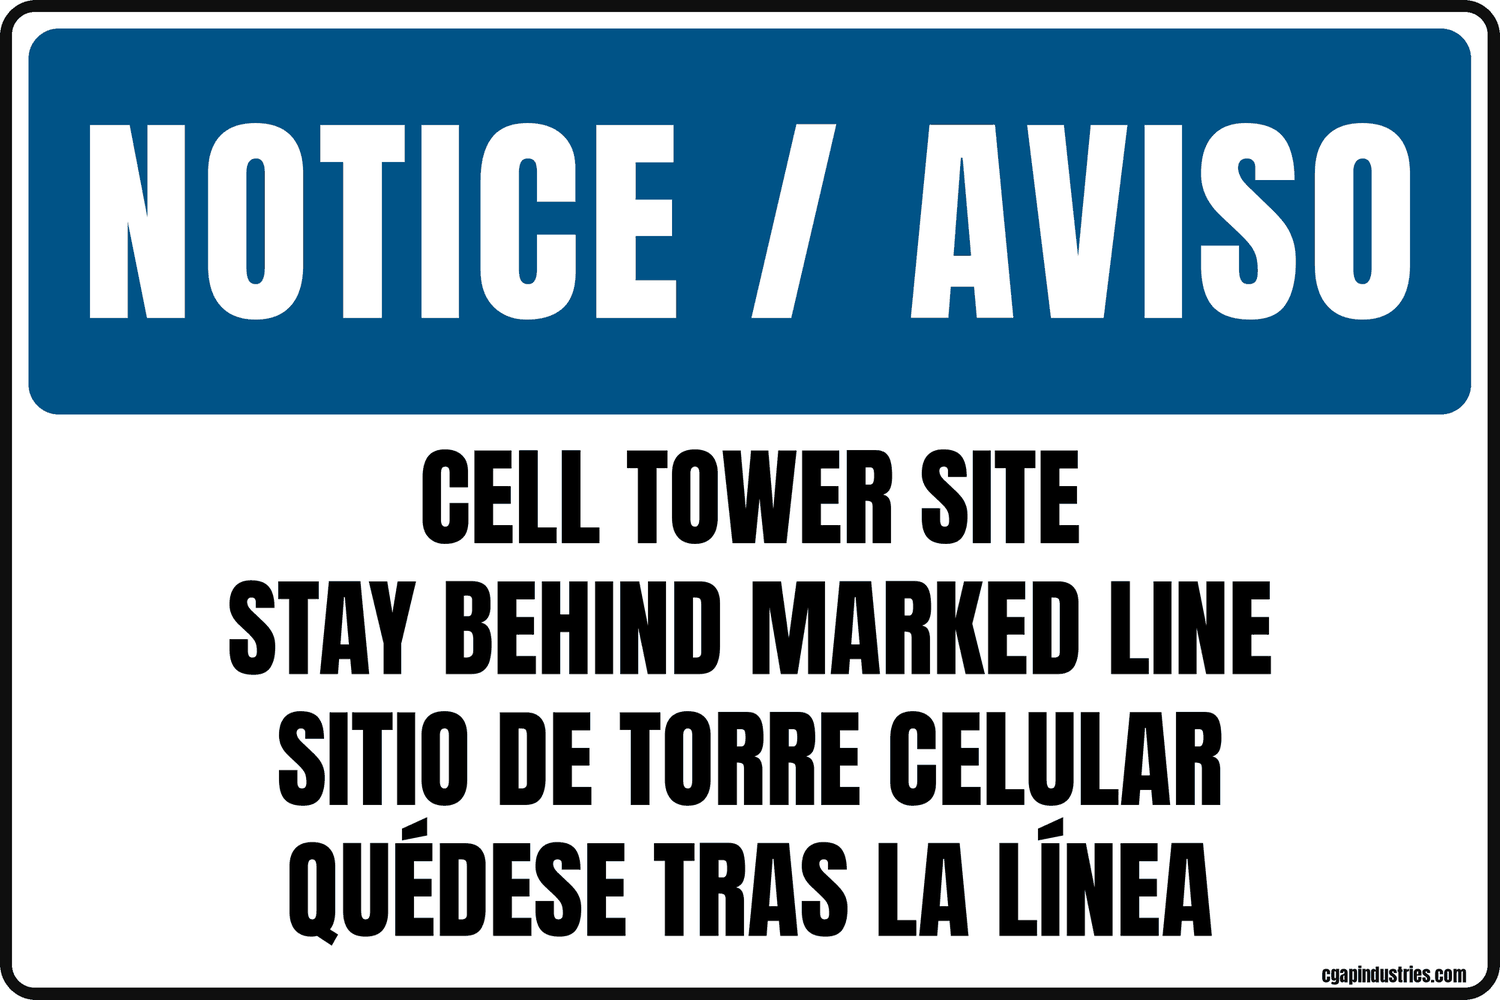 NOTICE / AVISO
CELL TOWER SITE
STAY BEHIND MARKED LINE
SITIO DE TORRE CELULAR
QUÉDESE TRAS LA LÍNEA
cgapindustries.com